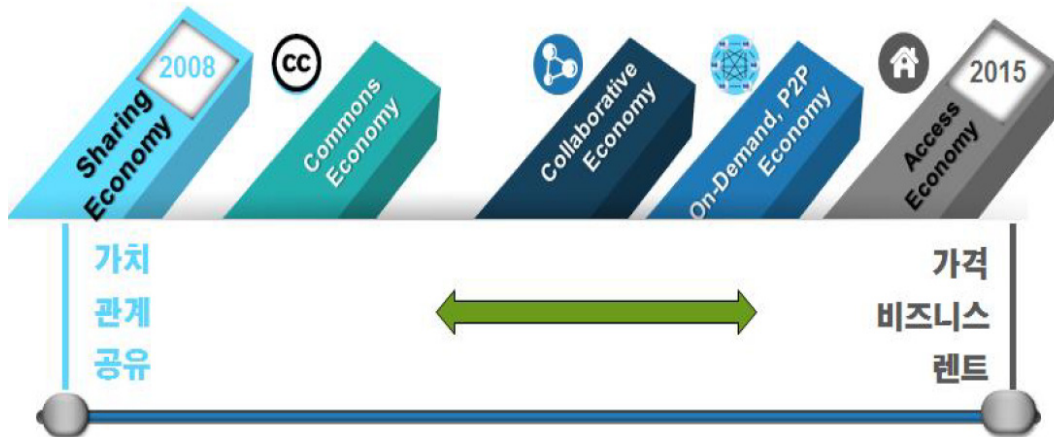 2008
Sharing
Economy
CC
Commons
Economy
Collaborative
Economy
On-Demand, P2P
Economy
2015
Access
Economy
가치
관계
공유
가격
비즈니스
렌트